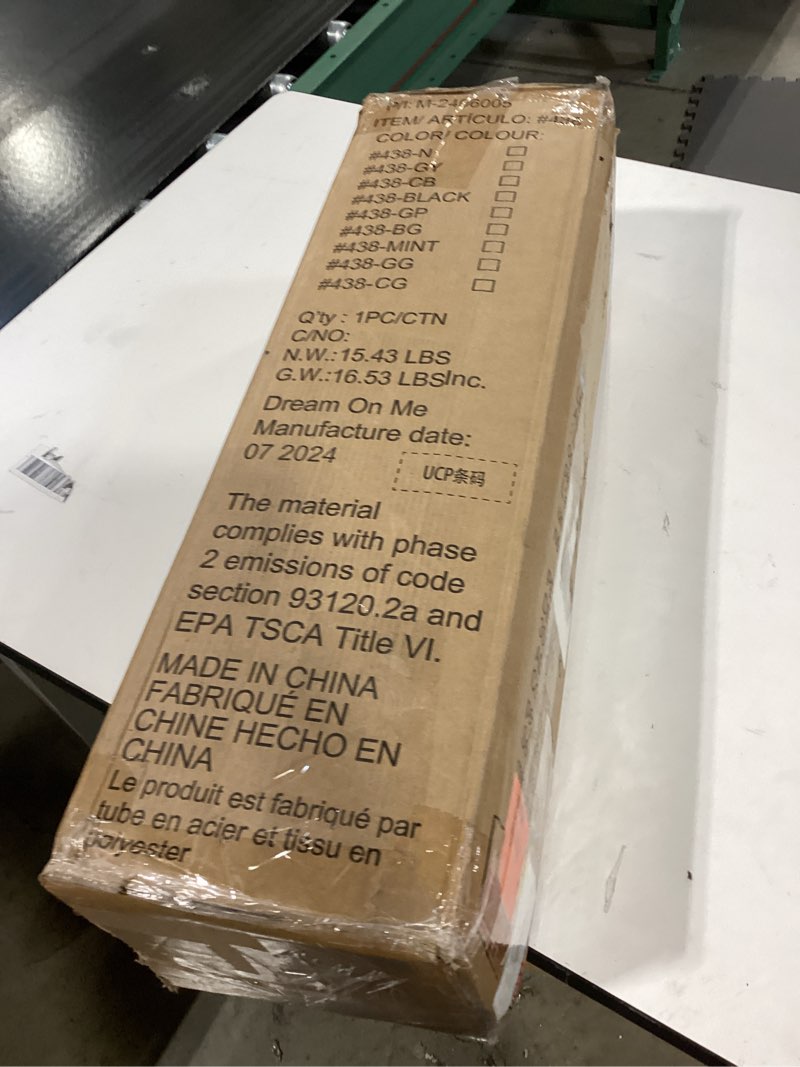 P/I: M-2406005
ITEM/ ARTÍCULO:
COLOR/ COLOUR:
#438-N
#438-GY
#438-CB
#438-BLACK
#438-GP
#438-BG
#438-MINT
#438-GG
#438-CG
Q'ty : 1PC/CTN
C/NO:
N.W.:15.43 LBS
G.W.:16.53 LBSInc.
Dream On Me
Manufacture date:
07 2024
UCP条码
The material
complies with phase
2 emissions of code
section 93120.2a and
EPA TSCA Title VI.
MADE IN CHINA
FABRIQUÉ EN
CHINE HECHO EN
CHINA
Le produit est fabriqué par
tube en acier et tissu en
polyester